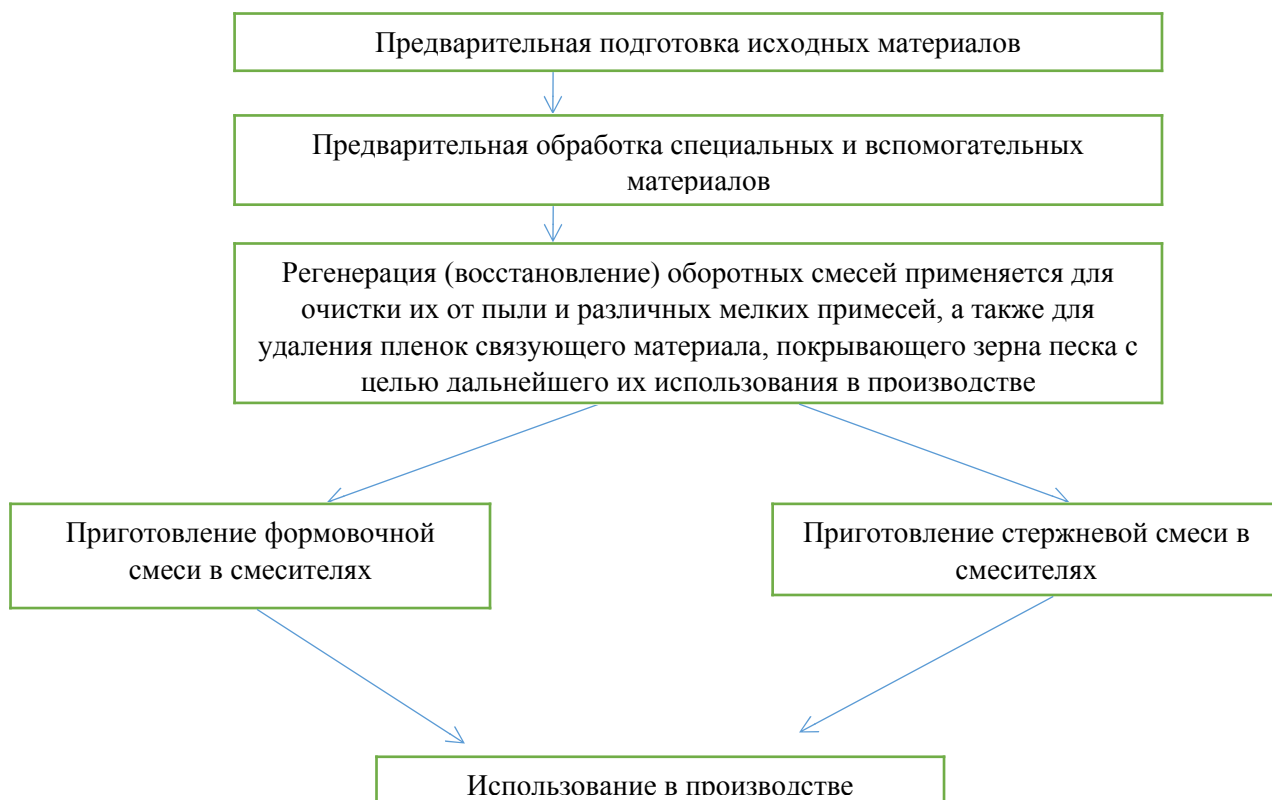 Предварительная подготовка исходных материалов
Предварительная обработка специальных и вспомогательных
материалов
Регенерация (восстановление) оборотных смесей применяется для
очистки их от пыли и различных мелких примесей, а также для
удаления пленок связующего материала, покрывающего зерна песка с
целью дальнейшего их использования в производстве
Приготовление формовочной
смеси в смесителях
Приготовление стержневой смеси в
смесителях
Использование в производстве